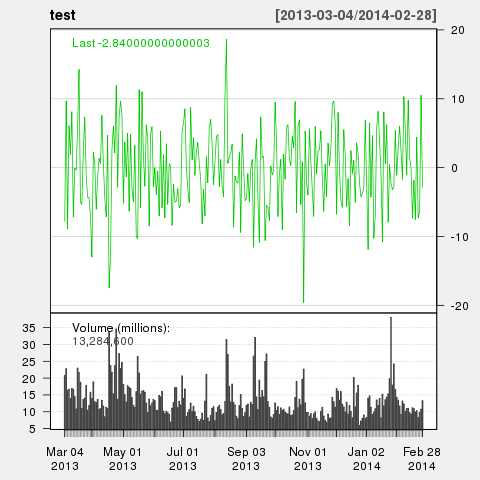 test [2013-03-04/2014-02-28]
Last -2.84000000000003
20
10
0
-10
-20
Volume (millions):
13,284,600
35
30
25
20
15
10
5
Mar 04 May 01 Jul 01 Sep 03 Nov 01 Jan 02 Feb 28
2013 2013 2013 2013 2013 2014 2014